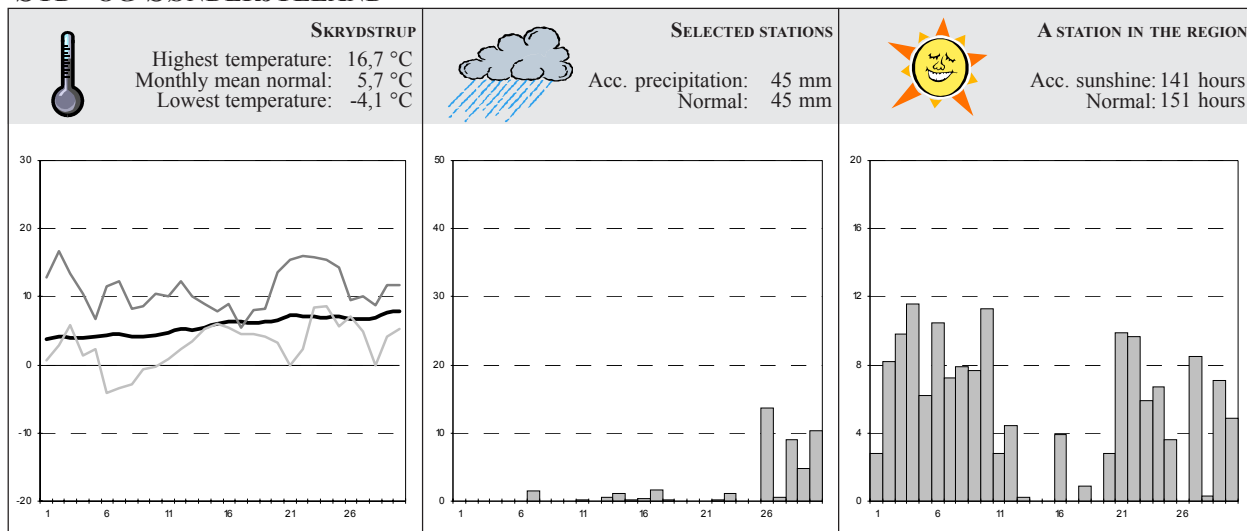 SKRYDSTRUP
Highest temperature: 16,7 °C
Monthly mean normal: 5,7 °C
Lowest temperature: -4,1 °C
SELECTED STATIONS
Acc. precipitation: 45 mm
Normal: 45 mm
A STATION IN THE REGION
Acc. sunshine: 141 hours
Normal: 151 hours
30
20
10
0
-10
-20
1 6 11 16 21 26
50
40
30
20
10
0
1 6 11 16 21 26
20
16
12
8
4
0
1 6 11 16 21 26